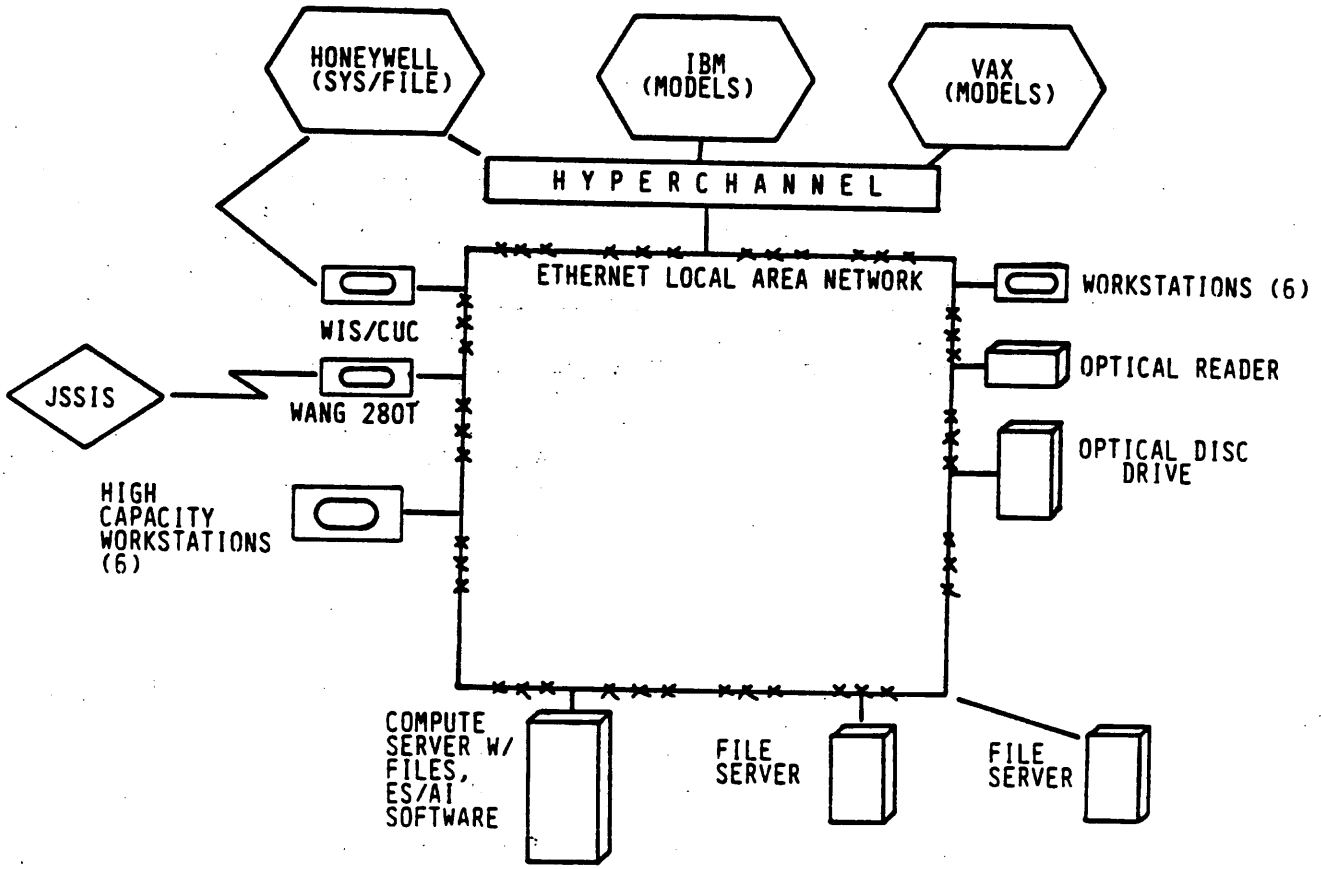 HONEYWELL
(SYS/FILE)
IBM
(MODELS)
VAX
(MODELS)
HYPERCHANNEL
ETHERNET LOCAL AREA NETWORK
WIS/CUC
JSSIS
WANG 280T
HIGH
CAPACITY
WORKSTATIONS
(6)
WORKSTATIONS (6)
OPTICAL READER
OPTICAL DISC
DRIVE
COMPUTE
SERVER W/
FILES,
ES/AI
SOFTWARE
FILE
SERVER
FILE
SERVER